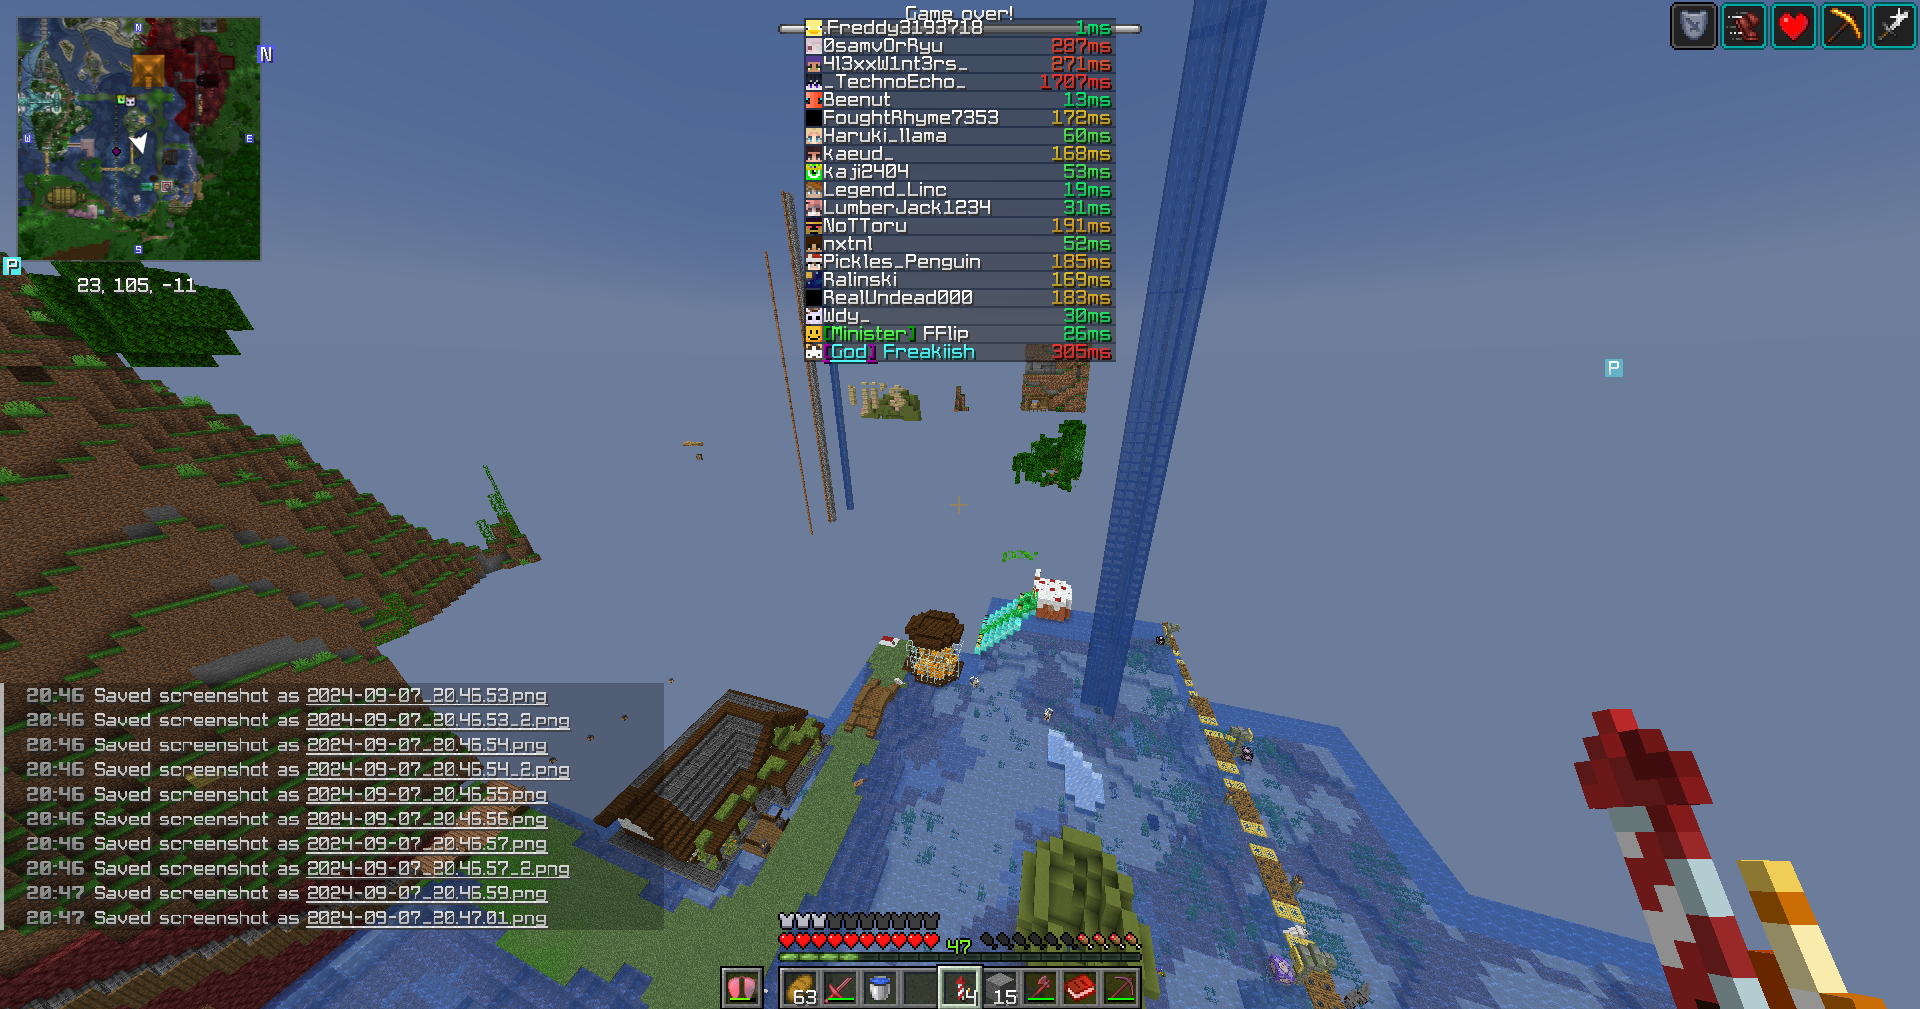 Game over!
.Freddy3193718 1ms
0samvOrRyu 287ms
4l3xxW1nt3rs_ 271ms
_TechnoEcho_ 1707ms
Beenut 13ms
FoughtRhyme7353 172ms
Haruki_llama 60ms
kaeud_ 168ms
kaji2404 53ms
Legend_Linc 19ms
LumberJack1234 31ms
NoTToru 191ms
nxtnl 52ms
Pickles_Penguin 185ms
Ralinski 169ms
RealUndead000 183ms
Wdy_ 30ms
[Minister] FFlip 26ms
[God] Freakiish 305ms
N
N
W
E
S
P
23, 105, -11
P
20:46 Saved screenshot as 2024-09-07_20.46.53.png
20:46 Saved screenshot as 2024-09-07_20.46.53_2.png
20:46 Saved screenshot as 2024-09-07_20.46.54.png
20:46 Saved screenshot as 2024-09-07_20.46.54_2.png
20:46 Saved screenshot as 2024-09-07_20.46.55.png
20:46 Saved screenshot as 2024-09-07_20.46.56.png
20:46 Saved screenshot as 2024-09-07_20.46.57.png
20:46 Saved screenshot as 2024-09-07_20.46.57_2.png
20:47 Saved screenshot as 2024-09-07_20.46.59.png
20:47 Saved screenshot as 2024-09-07_20.47.01.png
47
63 4 15